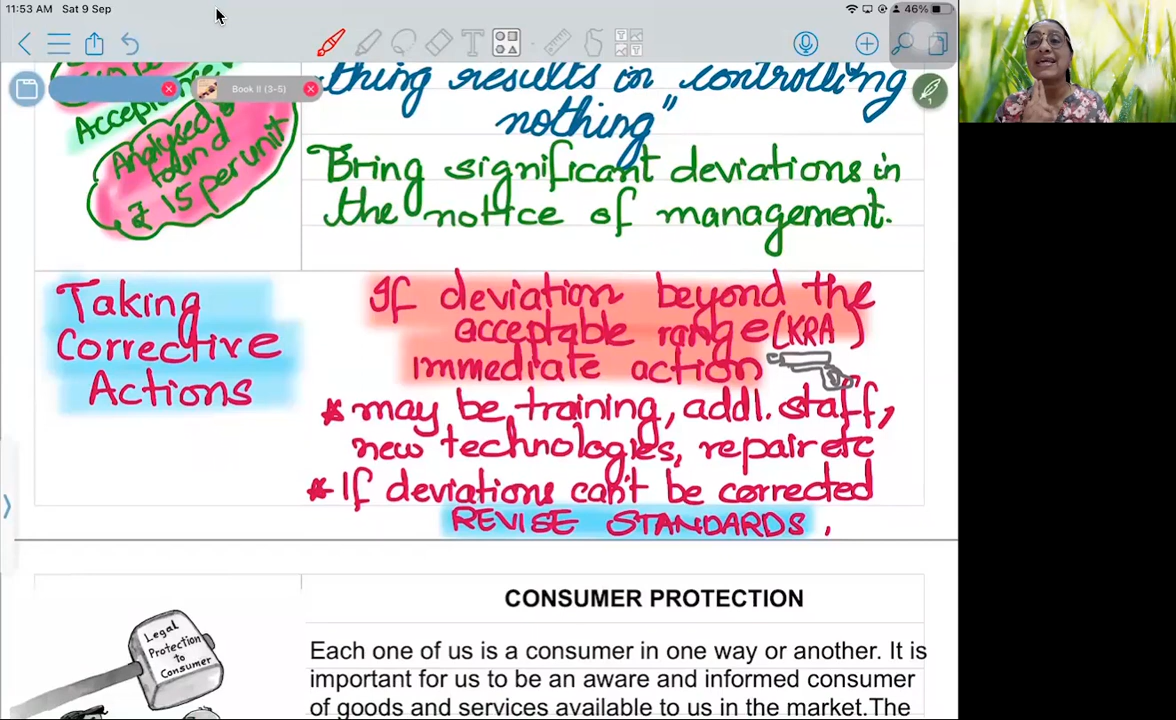 11:53 AM Sat 9 Sep
46%
Book II (3-5)
thing results in controlling
nothing"
Acceptance
Analysed &
found
₹ 15 per unit
Bring significant deviations in
the notice of management.
Taking
Corrective
Actions
If deviation beyond the
acceptable range (KRA)
immediate action
* may be training, addl. staff,
new technologies, repair etc
* If deviations can't be corrected
REVISE STANDARDS.
CONSUMER PROTECTION
Legal
Protection
to
Consumer
Each one of us is a consumer in one way or another. It is
important for us to be an aware and informed consumer
of goods and services available to us in the market.The